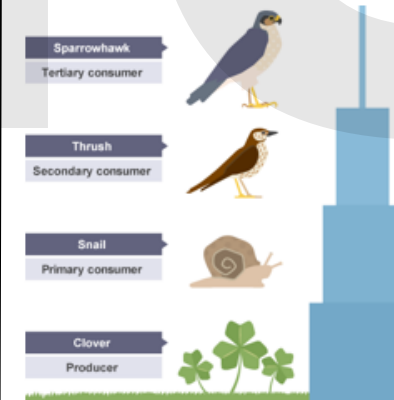 Sparrowhawk
Tertiary consumer
Thrush
Secondary consumer
Snail
Primary consumer
Clover
Producer